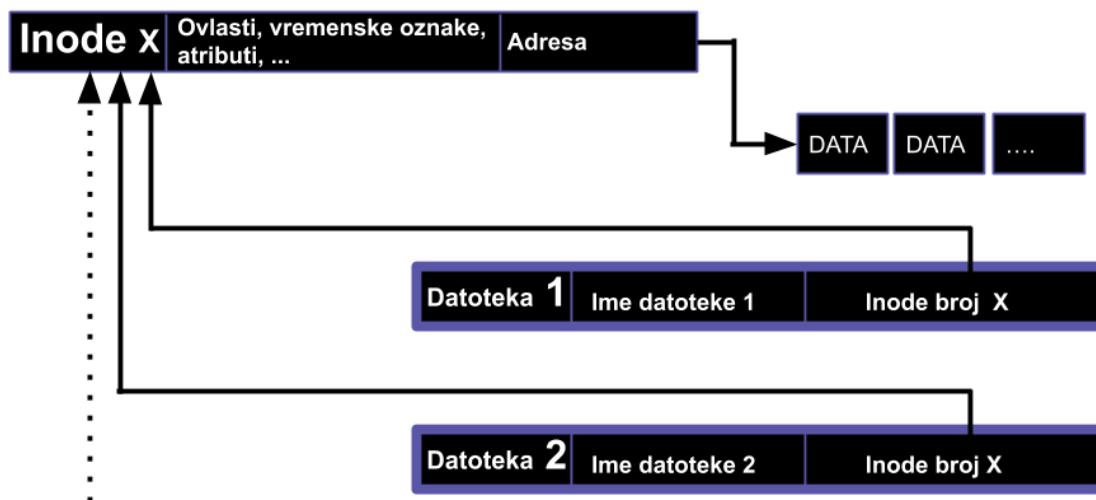 Inode X
Ovlasti, vremenske oznake,
atributi, ...
Adresa
DATA
DATA
....
Datoteka 1
Ime datoteke 1
Inode broj X
Datoteka 2
Ime datoteke 2
Inode broj X